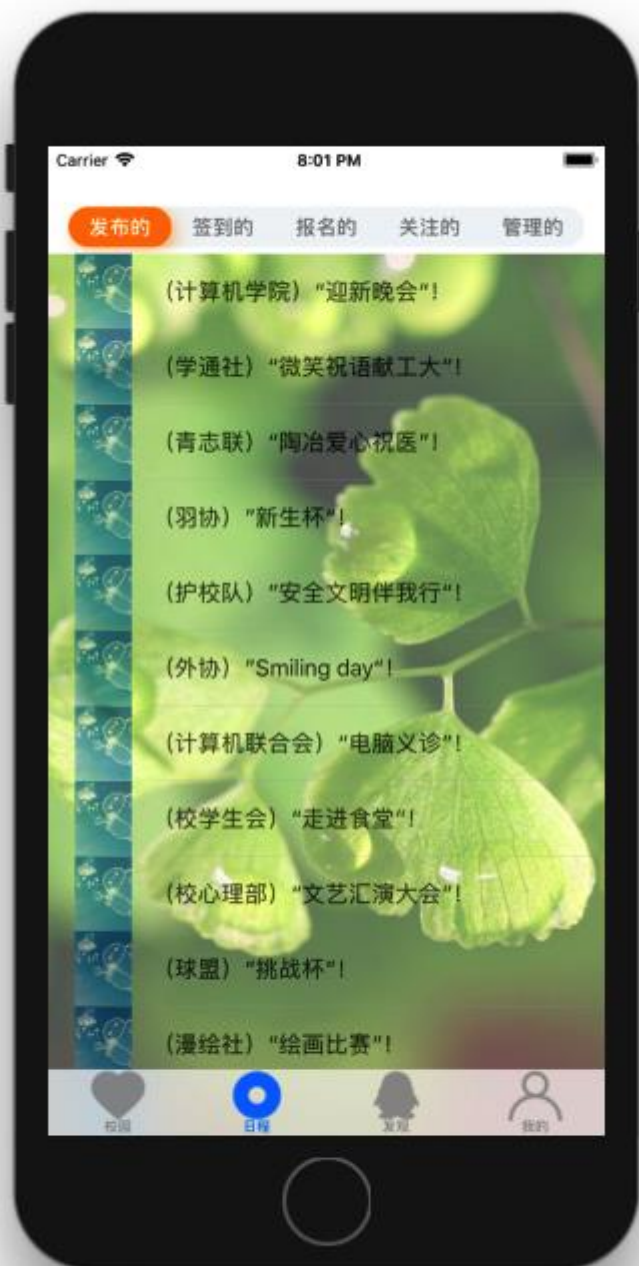 Carrier 8:01 PM
发布的 签到的 报名的 关注的 管理的
（计算机学院）“迎新晚会“！
（学通社）“微笑祝语献工大“！
（青志联）“陶冶爱心祝医“！
（羽协）“新生杯“！
（护校队）“安全文明伴我行“！
（外协）“Smiling day“！
（计算机联合会）“电脑义诊“！
（校学生会）“走进食堂“！
（校心理部）“文艺汇演大会“！
（球盟）“挑战杯“！
（漫绘社）“绘画比赛“！
校园 日程 发现 我的